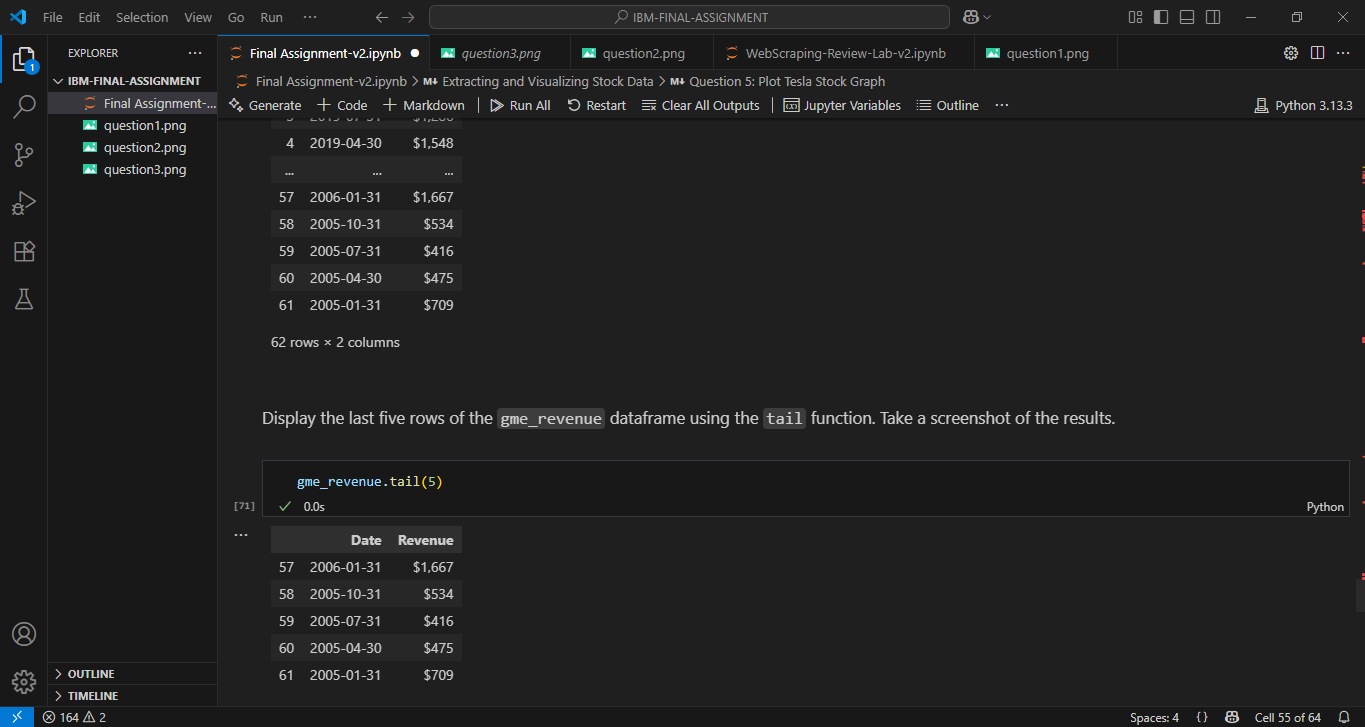 File Edit Selection View Go Run ··· IBM-FINAL-ASSIGNMENT
EXPLORER ···
Final Assignment-v2.ipynb question3.png question2.png WebScraping-Review-Lab-v2.ipynb question1.png ···
IBM-FINAL-ASSIGNMENT
Final Assignment-...
question1.png
question2.png
question3.png
Final Assignment-v2.ipynb > M↓ Extracting and Visualizing Stock Data > M↓ Question 5: Plot Tesla Stock Graph
Generate + Code + Markdown | Run All Restart Clear All Outputs | Jupyter Variables Outline ··· Python 3.13.3
4 2019-04-30 $1,548
... ... ...
57 2006-01-31 $1,667
58 2005-10-31 $534
59 2005-07-31 $416
60 2005-04-30 $475
61 2005-01-31 $709
62 rows × 2 columns
Display the last five rows of the gme_revenue dataframe using the tail function. Take a screenshot of the results.
gme_revenue.tail(5)
[71] 0.0s Python
···
Date Revenue
57 2006-01-31 $1,667
58 2005-10-31 $534
59 2005-07-31 $416
60 2005-04-30 $475
61 2005-01-31 $709
1
OUTLINE
TIMELINE
164 2 Spaces: 4 {} Cell 55 of 64